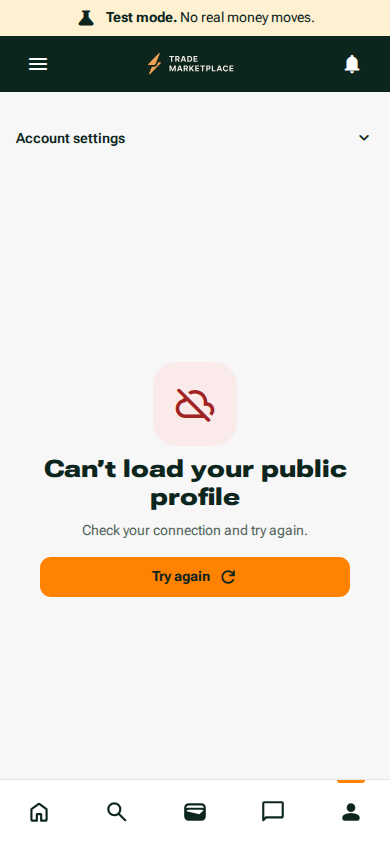 Test mode. No real money moves.
TRADE
MARKETPLACE
Account settings
Can’t load your public
profile
Check your connection and try again.
Try again